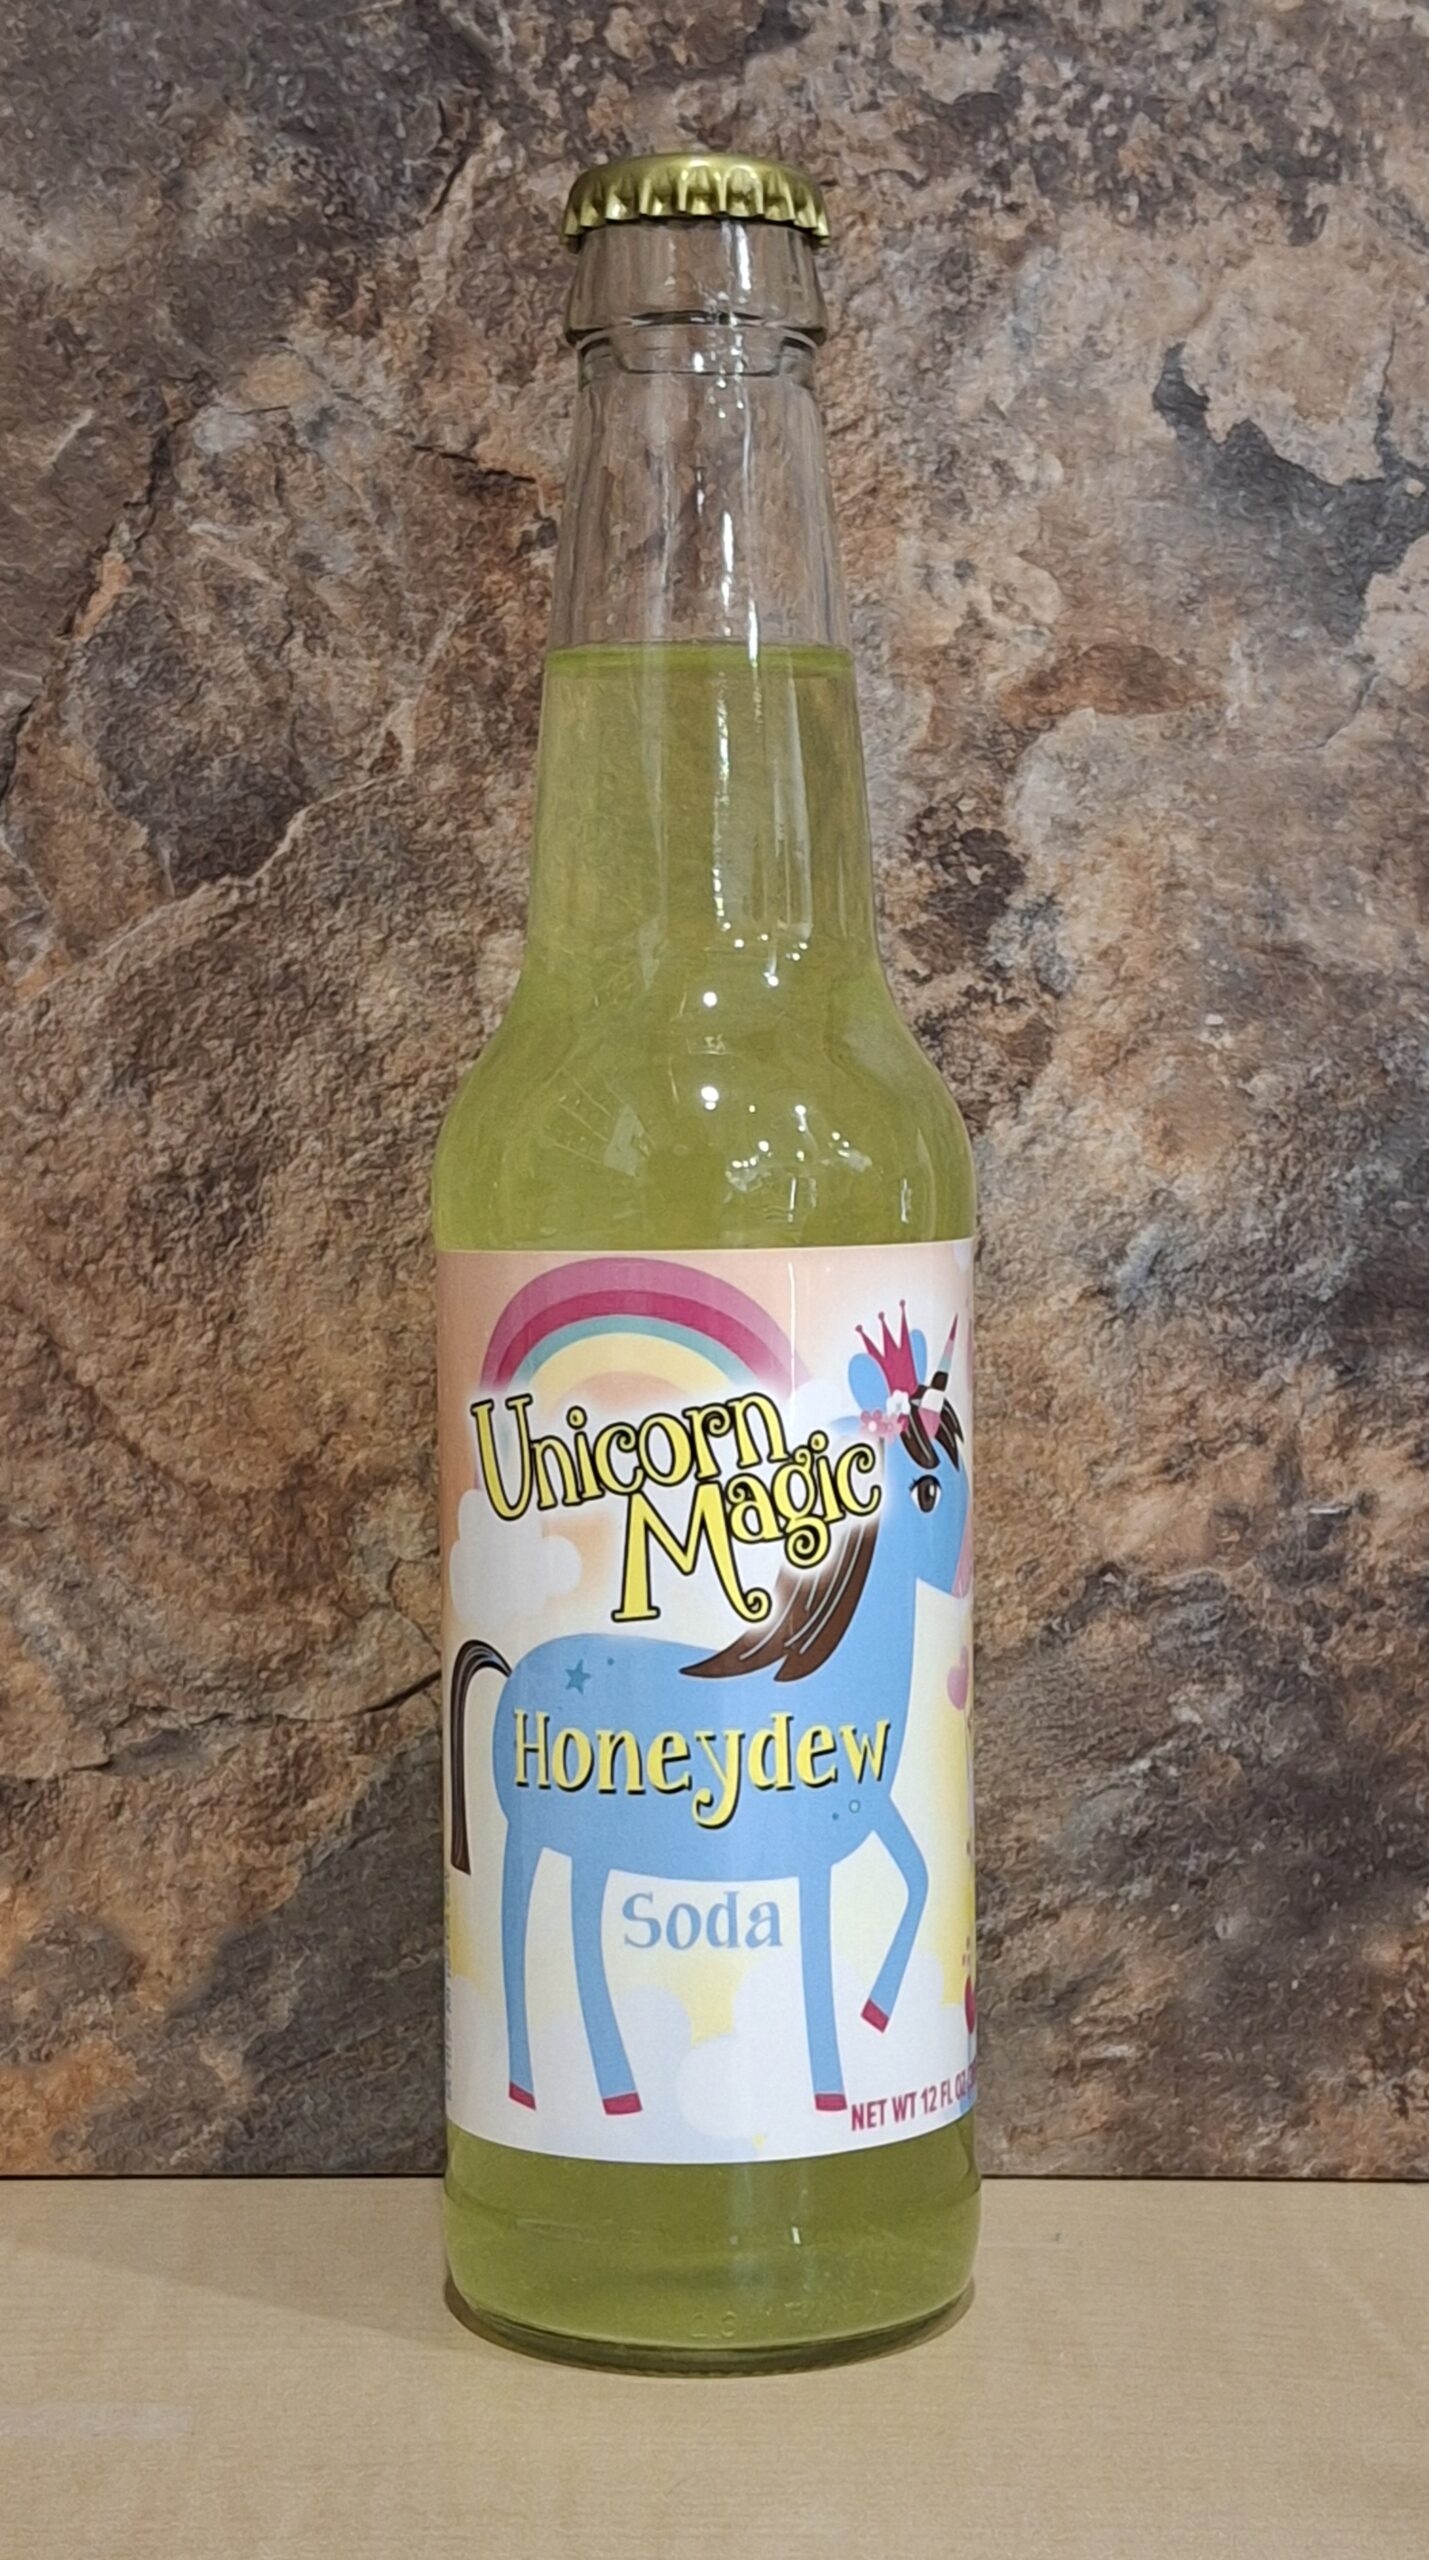 Unicorn
Magic
Honeydew
Soda
NET WT 12 FL OZ